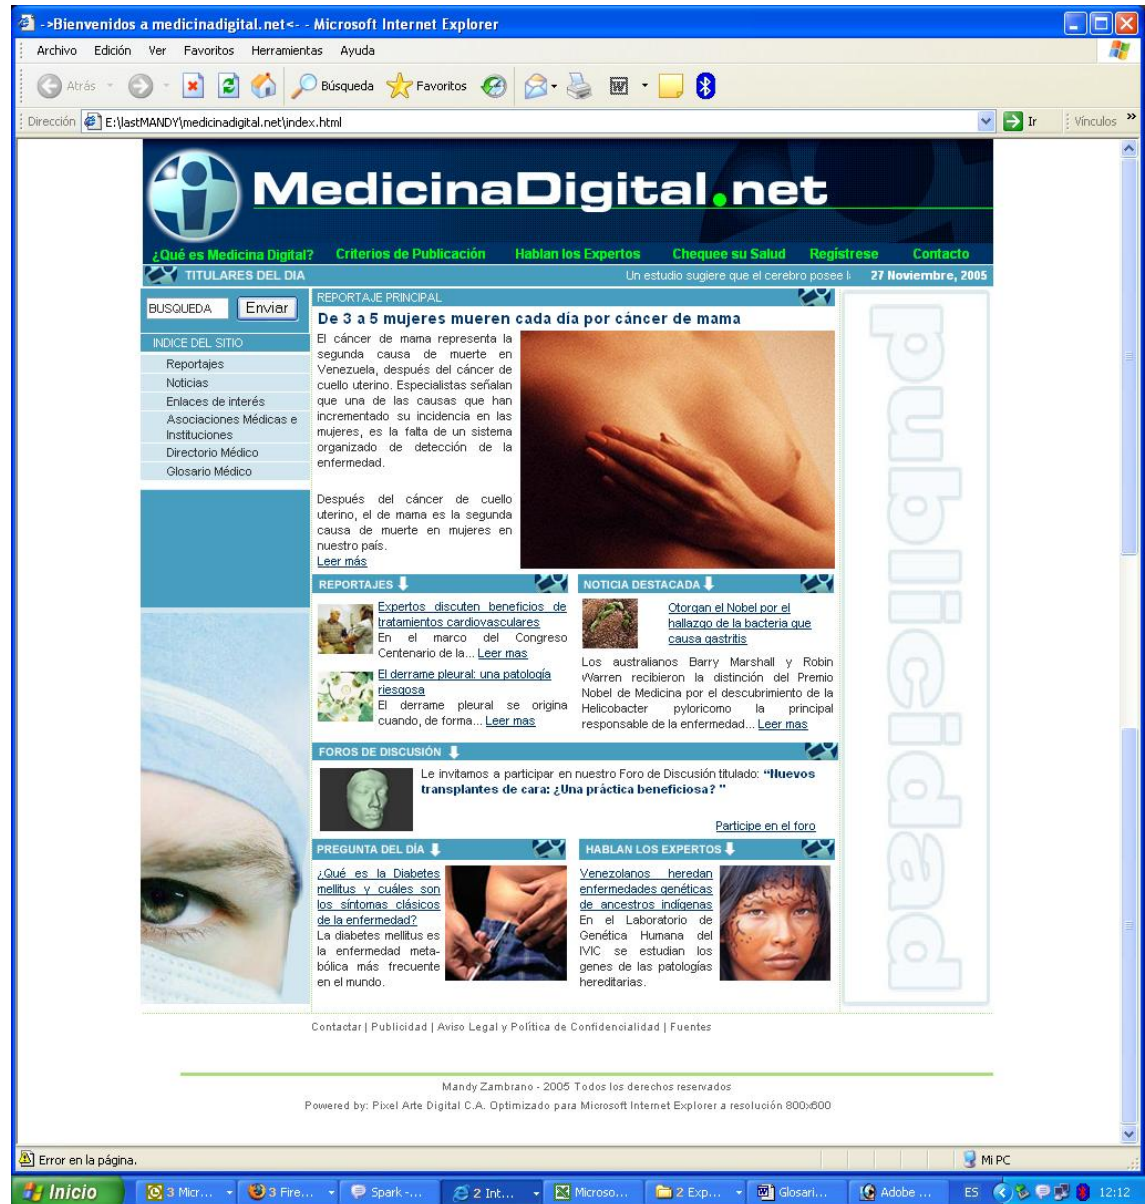 ->Bienvenidos a medicinadigital.net<- - Microsoft Internet Explorer
Archivo Edición Ver Favoritos Herramientas Ayuda
Atrás Búsqueda Favoritos
Dirección E:\lastMANDY\medicinadigital.net\index.html Ir Vínculos »
MedicinaDigital.net
¿Qué es Medicina Digital? Criterios de Publicación Hablan los Expertos Chequee su Salud Regístrese Contacto
TITULARES DEL DIA Un estudio sugiere que el cerebro posee 27 Noviembre, 2005
BUSQUEDA Enviar
INDICE DEL SITIO
Reportajes
Noticias
Enlaces de interés
Asociaciones Médicas e
Instituciones
Directorio Médico
Glosario Médico
REPORTAJE PRINCIPAL
De 3 a 5 mujeres mueren cada día por cáncer de mama
El cáncer de mama representa la
segunda causa de muerte en
Venezuela, después del cáncer de
cuello uterino. Especialistas señalan
que una de las causas que han
incrementado su incidencia en las
mujeres, es la falta de un sistema
organizado de detección de la
enfermedad.
Después del cáncer de cuello
uterino, el de mama es la segunda
causa de muerte en mujeres en
nuestro país.
Leer más
REPORTAJES
Expertos discuten beneficios de
tratamientos cardiovasculares
En el marco del Congreso
Centenario de la... Leer mas
El derrame pleural: una patología
riesgosa
El derrame pleural se origina
cuando, de forma... Leer mas
NOTICIA DESTACADA
Otorgan el Nobel por el
hallazgo de la bacteria que
causa gastritis
Los australianos Barry Marshall y Robin
Warren recibieron la distinción del Premio
Nobel de Medicina por el descubrimiento de la
Helicobacter pyloricomo la principal
responsable de la enfermedad... Leer mas
FOROS DE DISCUSIÓN
Le invitamos a participar en nuestro Foro de Discusión titulado: “Nuevos
transplantes de cara: ¿Una práctica beneficiosa? ”
Participe en el foro
PREGUNTA DEL DÍA
¿Qué es la Diabetes
mellitus y cuáles son
los síntomas clásicos
de la enfermedad?
La diabetes mellitus es
la enfermedad meta-
bólica más frecuente
en el mundo.
HABLAN LOS EXPERTOS
Venezolanos heredan
enfermedades genéticas
de ancestros indígenas
En el Laboratorio de
Genética Humana del
IVIC se estudian los
genes de las patologías
hereditarias.
publicidad
Contactar | Publicidad | Aviso Legal y Política de Confidencialidad | Fuentes
Mandy Zambrano - 2005 Todos los derechos reservados
Powered by: Pixel Arte Digital C.A. Optimizado para Microsoft Internet Explorer a resolución 800x600
Error en la página. Mi PC
Inicio 3 Micr... 3 Fire... Spark -... 2 Int... Microso... 2 Exp... Glosari... Adobe ... ES 12:12